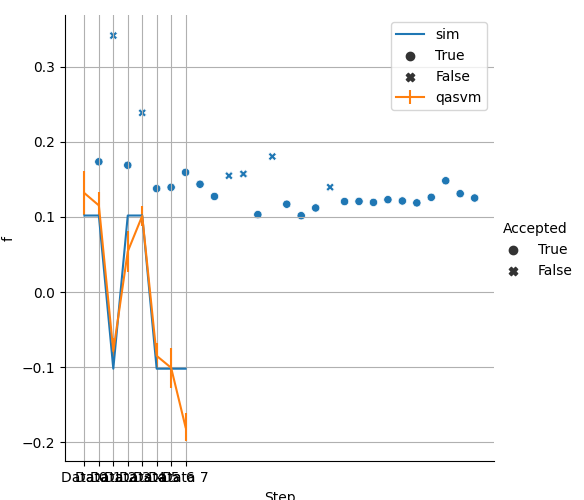 f
0.3
0.2
0.1
0.0
−0.1
−0.2
sim
True
False
qasvm
Accepted
True
False
7
Step